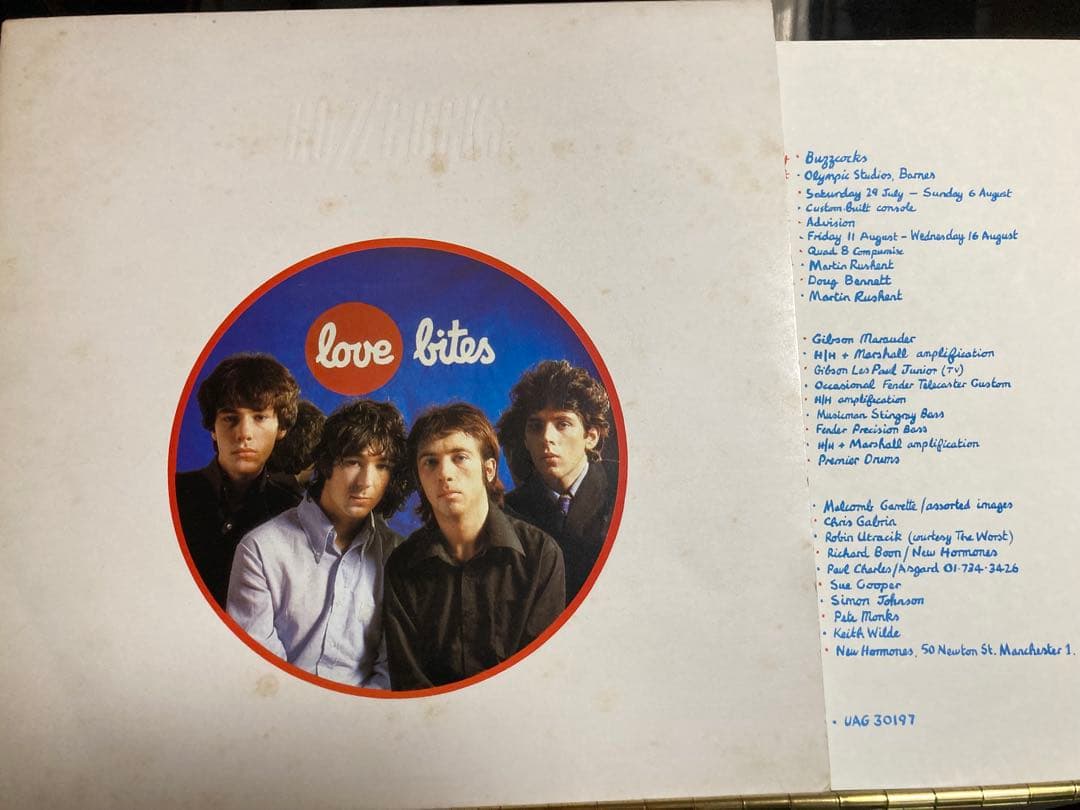 BUZZCOCKS
love bites
• Buzzcocks
• Olympic Studios, Barnes
• Saturday 29 July – Sunday 6 August
• Custom-built console
• Advision
• Friday 11 August – Wednesday 16 August
• Quad 8 Compumix
• Martin Rushent
• Doug Bennett
• Martin Rushent
• Gibson Marauder
• H/H + Marshall amplification
• Gibson Les Paul Junior (TV)
• Occasional Fender Telecaster Custom
• H/H amplification
• Musicman Stingray Bass
• Fender Precision Bass
• H/H + Marshall amplification
• Premier Drums
• Malcomb Garrette/assorted images
• Chris Gabrin
• Robin Utracik (courtesy The Worst)
• Richard Boon/New Hormones
• Paul Charles/Asgard 01·734·3426
• Sue Cooper
• Simon Johnson
• Pete Monks
• Keith Wilde
• New Hormones, 50 Newton St. Manchester 1.
• UAG 30197